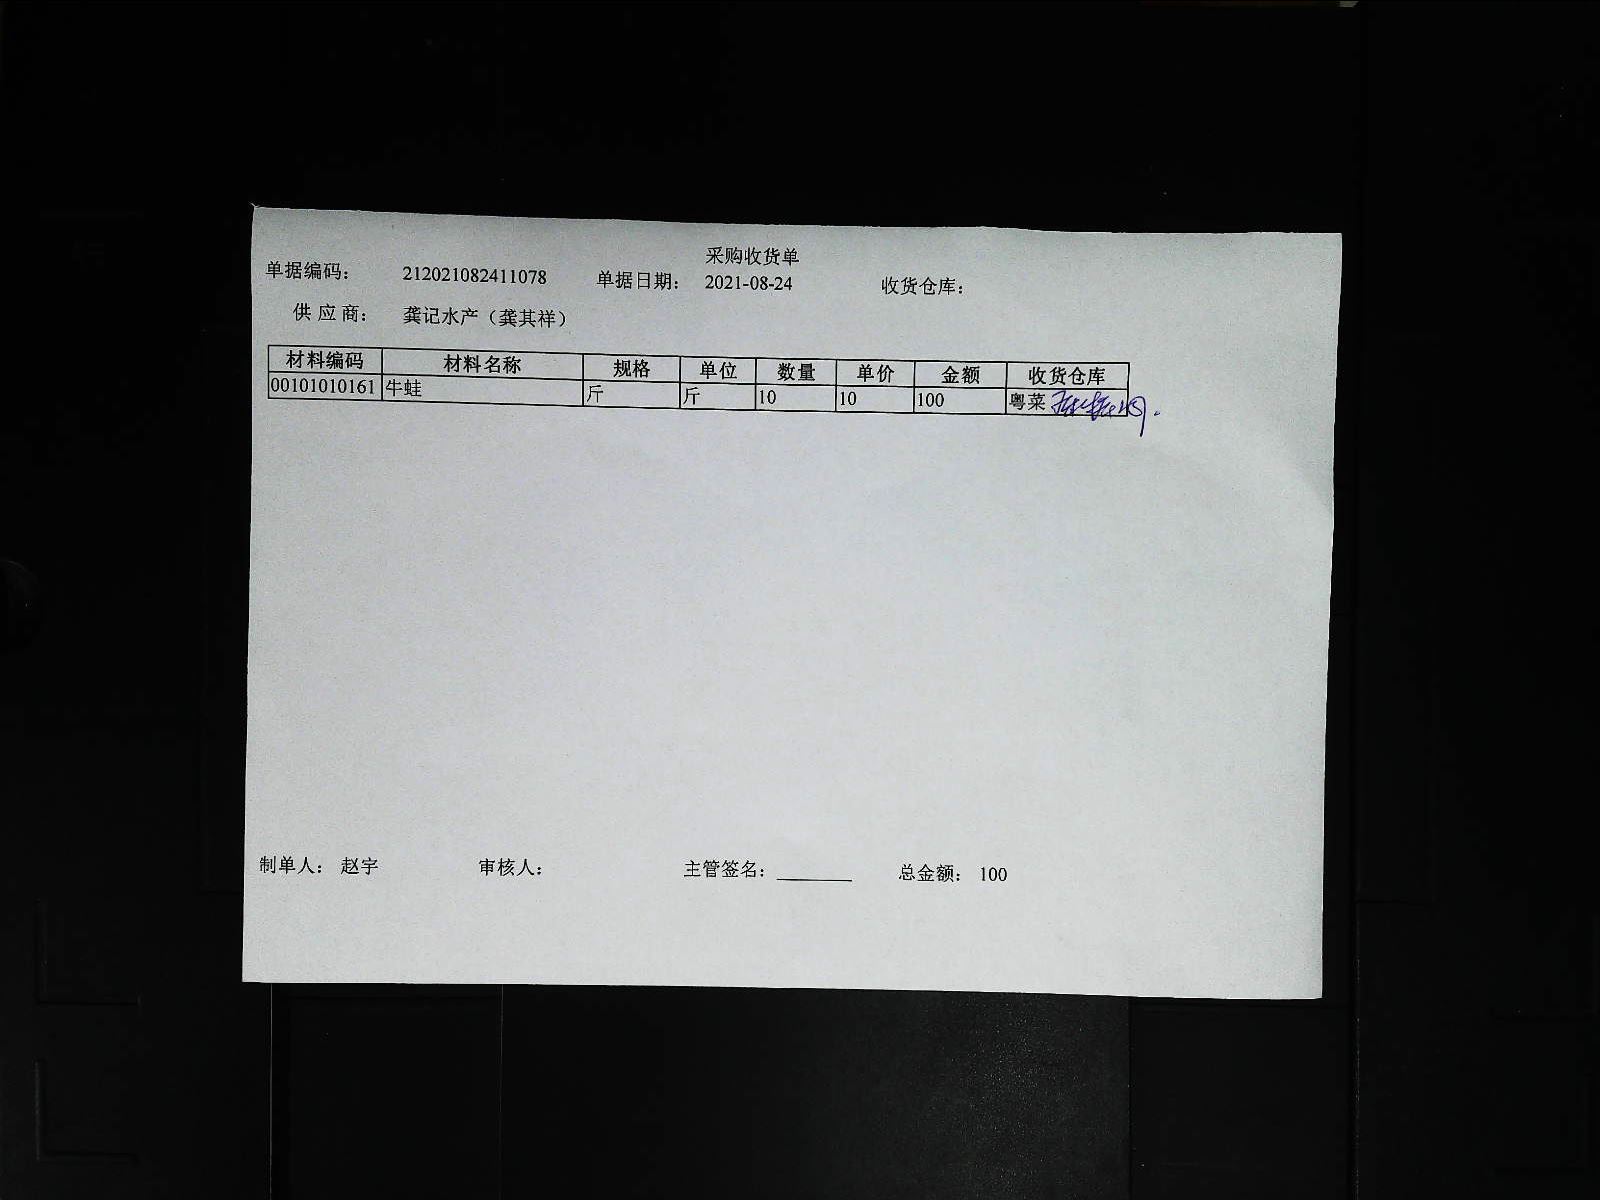 采购收货单
单据编码： 212021082411078 单据日期： 2021-08-24 收货仓库：
供 应 商： 龚记水产（龚其祥）
材料编码 材料名称 规格 单位 数量 单价 金额 收货仓库
00101010161 牛蛙 斤 斤 10 10 100 粤菜
制单人： 赵宇 审核人： 主管签名： 总金额： 100